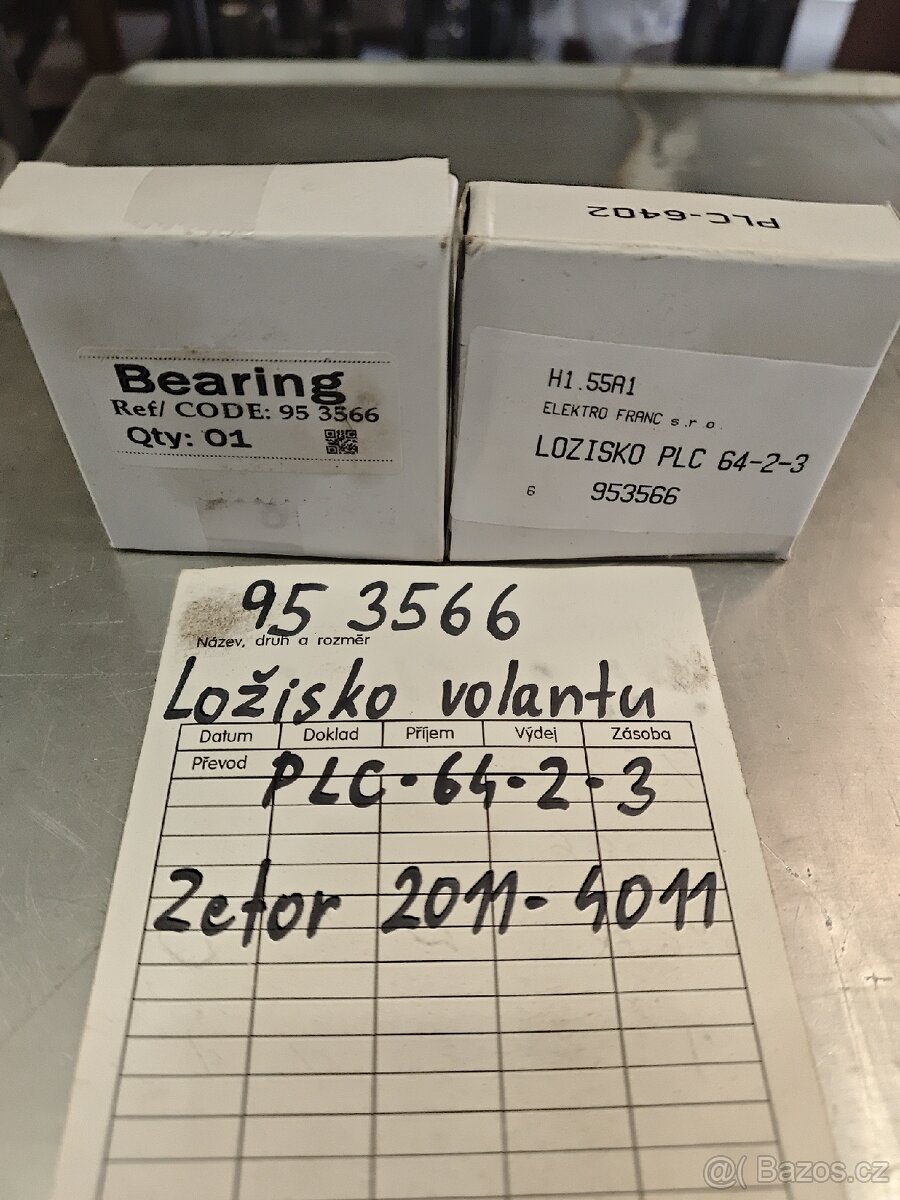 Bearing
Ref/ CODE: 95 3566
Qty: 01
PLC-6402
H1.55A1
ELEKTRO FRANC s.r.o.
LOZISKO PLC 64-2-3
6 953566
95 3566
Název, druh a rozměr
Ložisko volantu
Datum Doklad Příjem Výdej Zásoba
Převod
PLC-64-2-3
Zetor 2011-4011
@( Bazos.cz